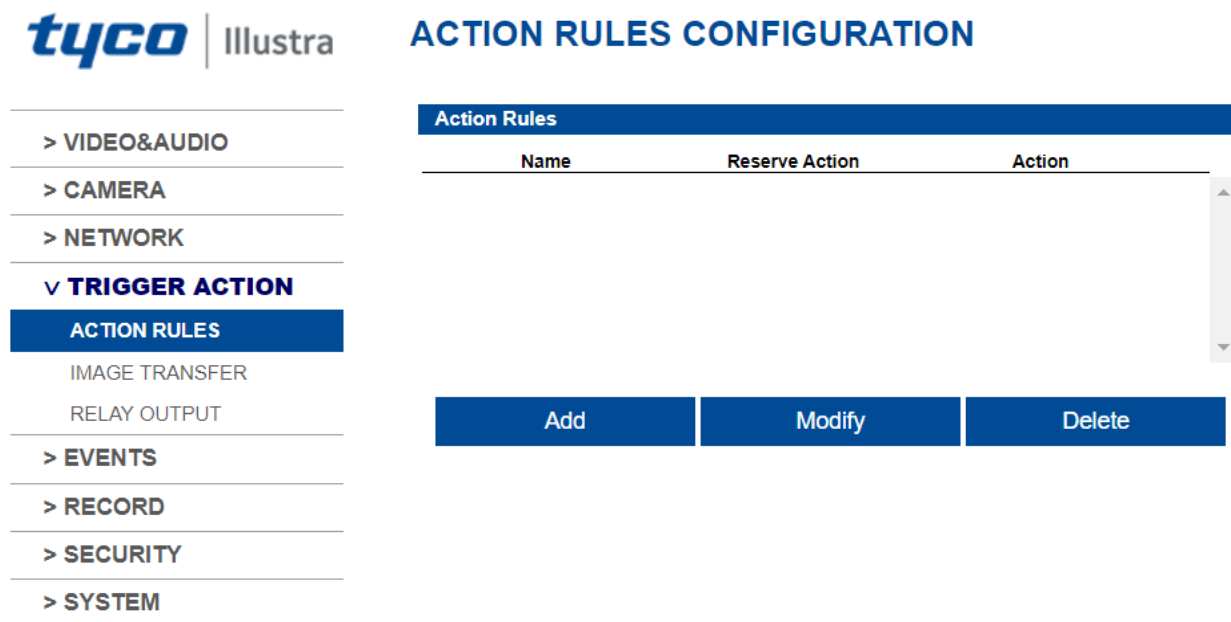 tyco | Illustra
ACTION RULES CONFIGURATION
> VIDEO&AUDIO
> CAMERA
> NETWORK
v TRIGGER ACTION
ACTION RULES
IMAGE TRANSFER
RELAY OUTPUT
> EVENTS
> RECORD
> SECURITY
> SYSTEM
Action Rules
Name Reserve Action Action
Add Modify Delete